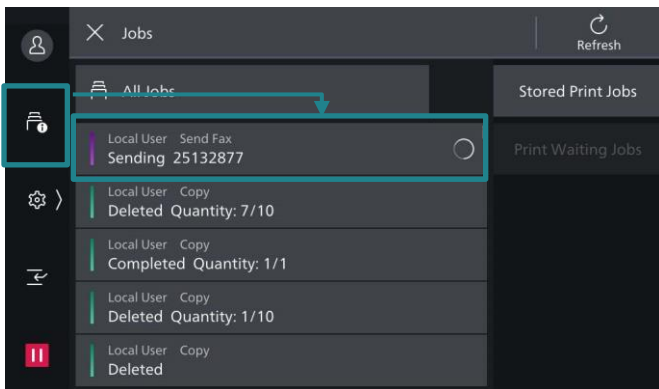 Jobs
Refresh
All Jobs
Stored Print Jobs
Local User Send Fax
Sending 25132877
Print Waiting Jobs
Local User Copy
Deleted Quantity: 7/10
Local User Copy
Completed Quantity: 1/1
Local User Copy
Deleted Quantity: 1/10
Local User Copy
Deleted